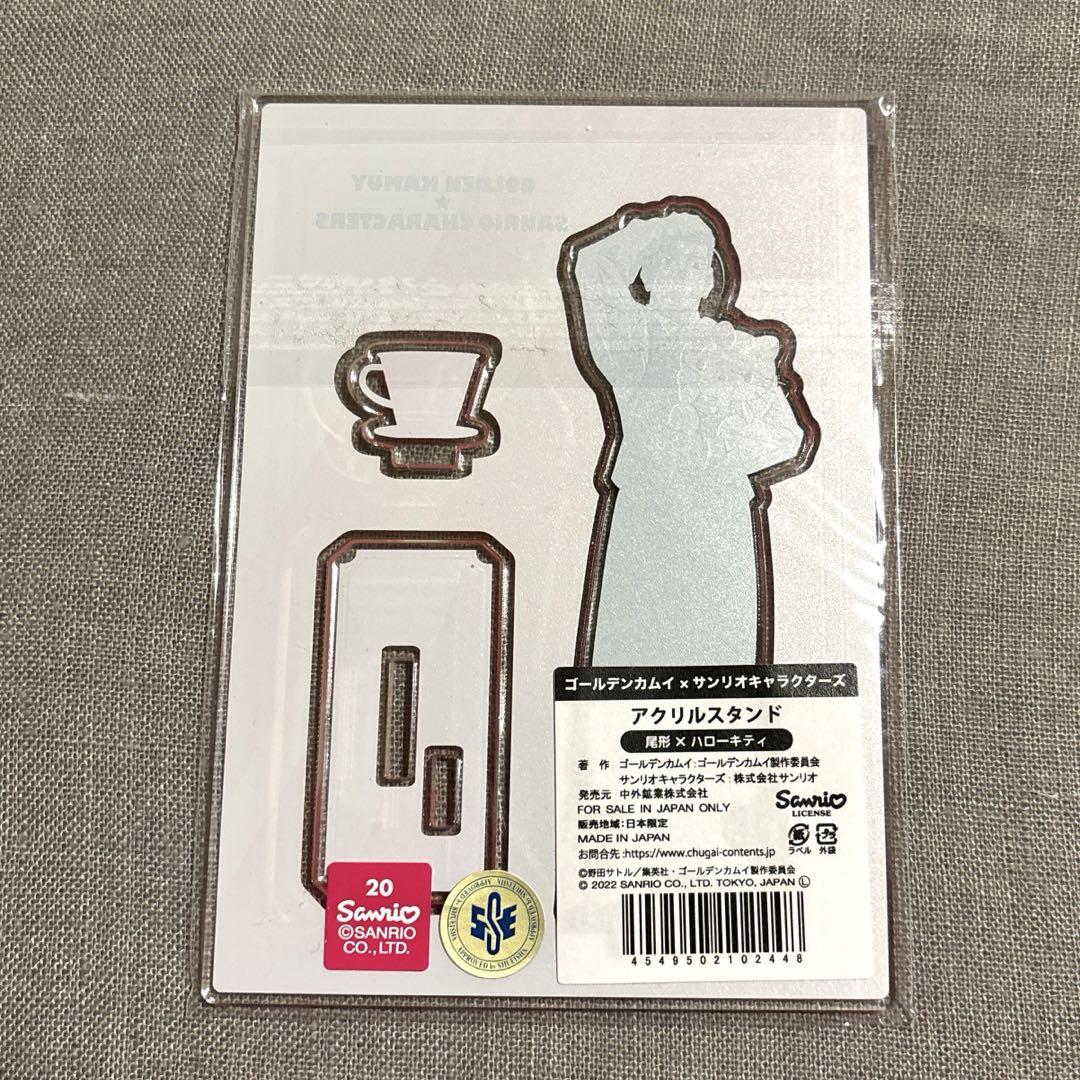 GOLDEN KAMUY
★
SANRIO CHARACTERS
ゴールデンカムイ×サンリオキャラクターズ
アクリルスタンド
尾形×ハローキティ
著 作 ゴールデンカムイ:ゴールデンカムイ製作委員会
サンリオキャラクターズ:株式会社サンリオ
発売元 中外鉱業株式会社
FOR SALE IN JAPAN ONLY
販売地域:日本限定
MADE IN JAPAN
お問合先:https://www.chugai-contents.jp
Sanrio
LICENSE
ラベル 外袋
©野田サトル/集英社・ゴールデンカムイ製作委員会
© 2022 SANRIO CO., LTD. TOKYO, JAPAN Ⓛ
4549502102448
20
Sanrio
©SANRIO
CO.,LTD.
SSE
APPROVED by SHUEISHA
APPROVED by SHUEISHA
APPROVED by SHUEISHA